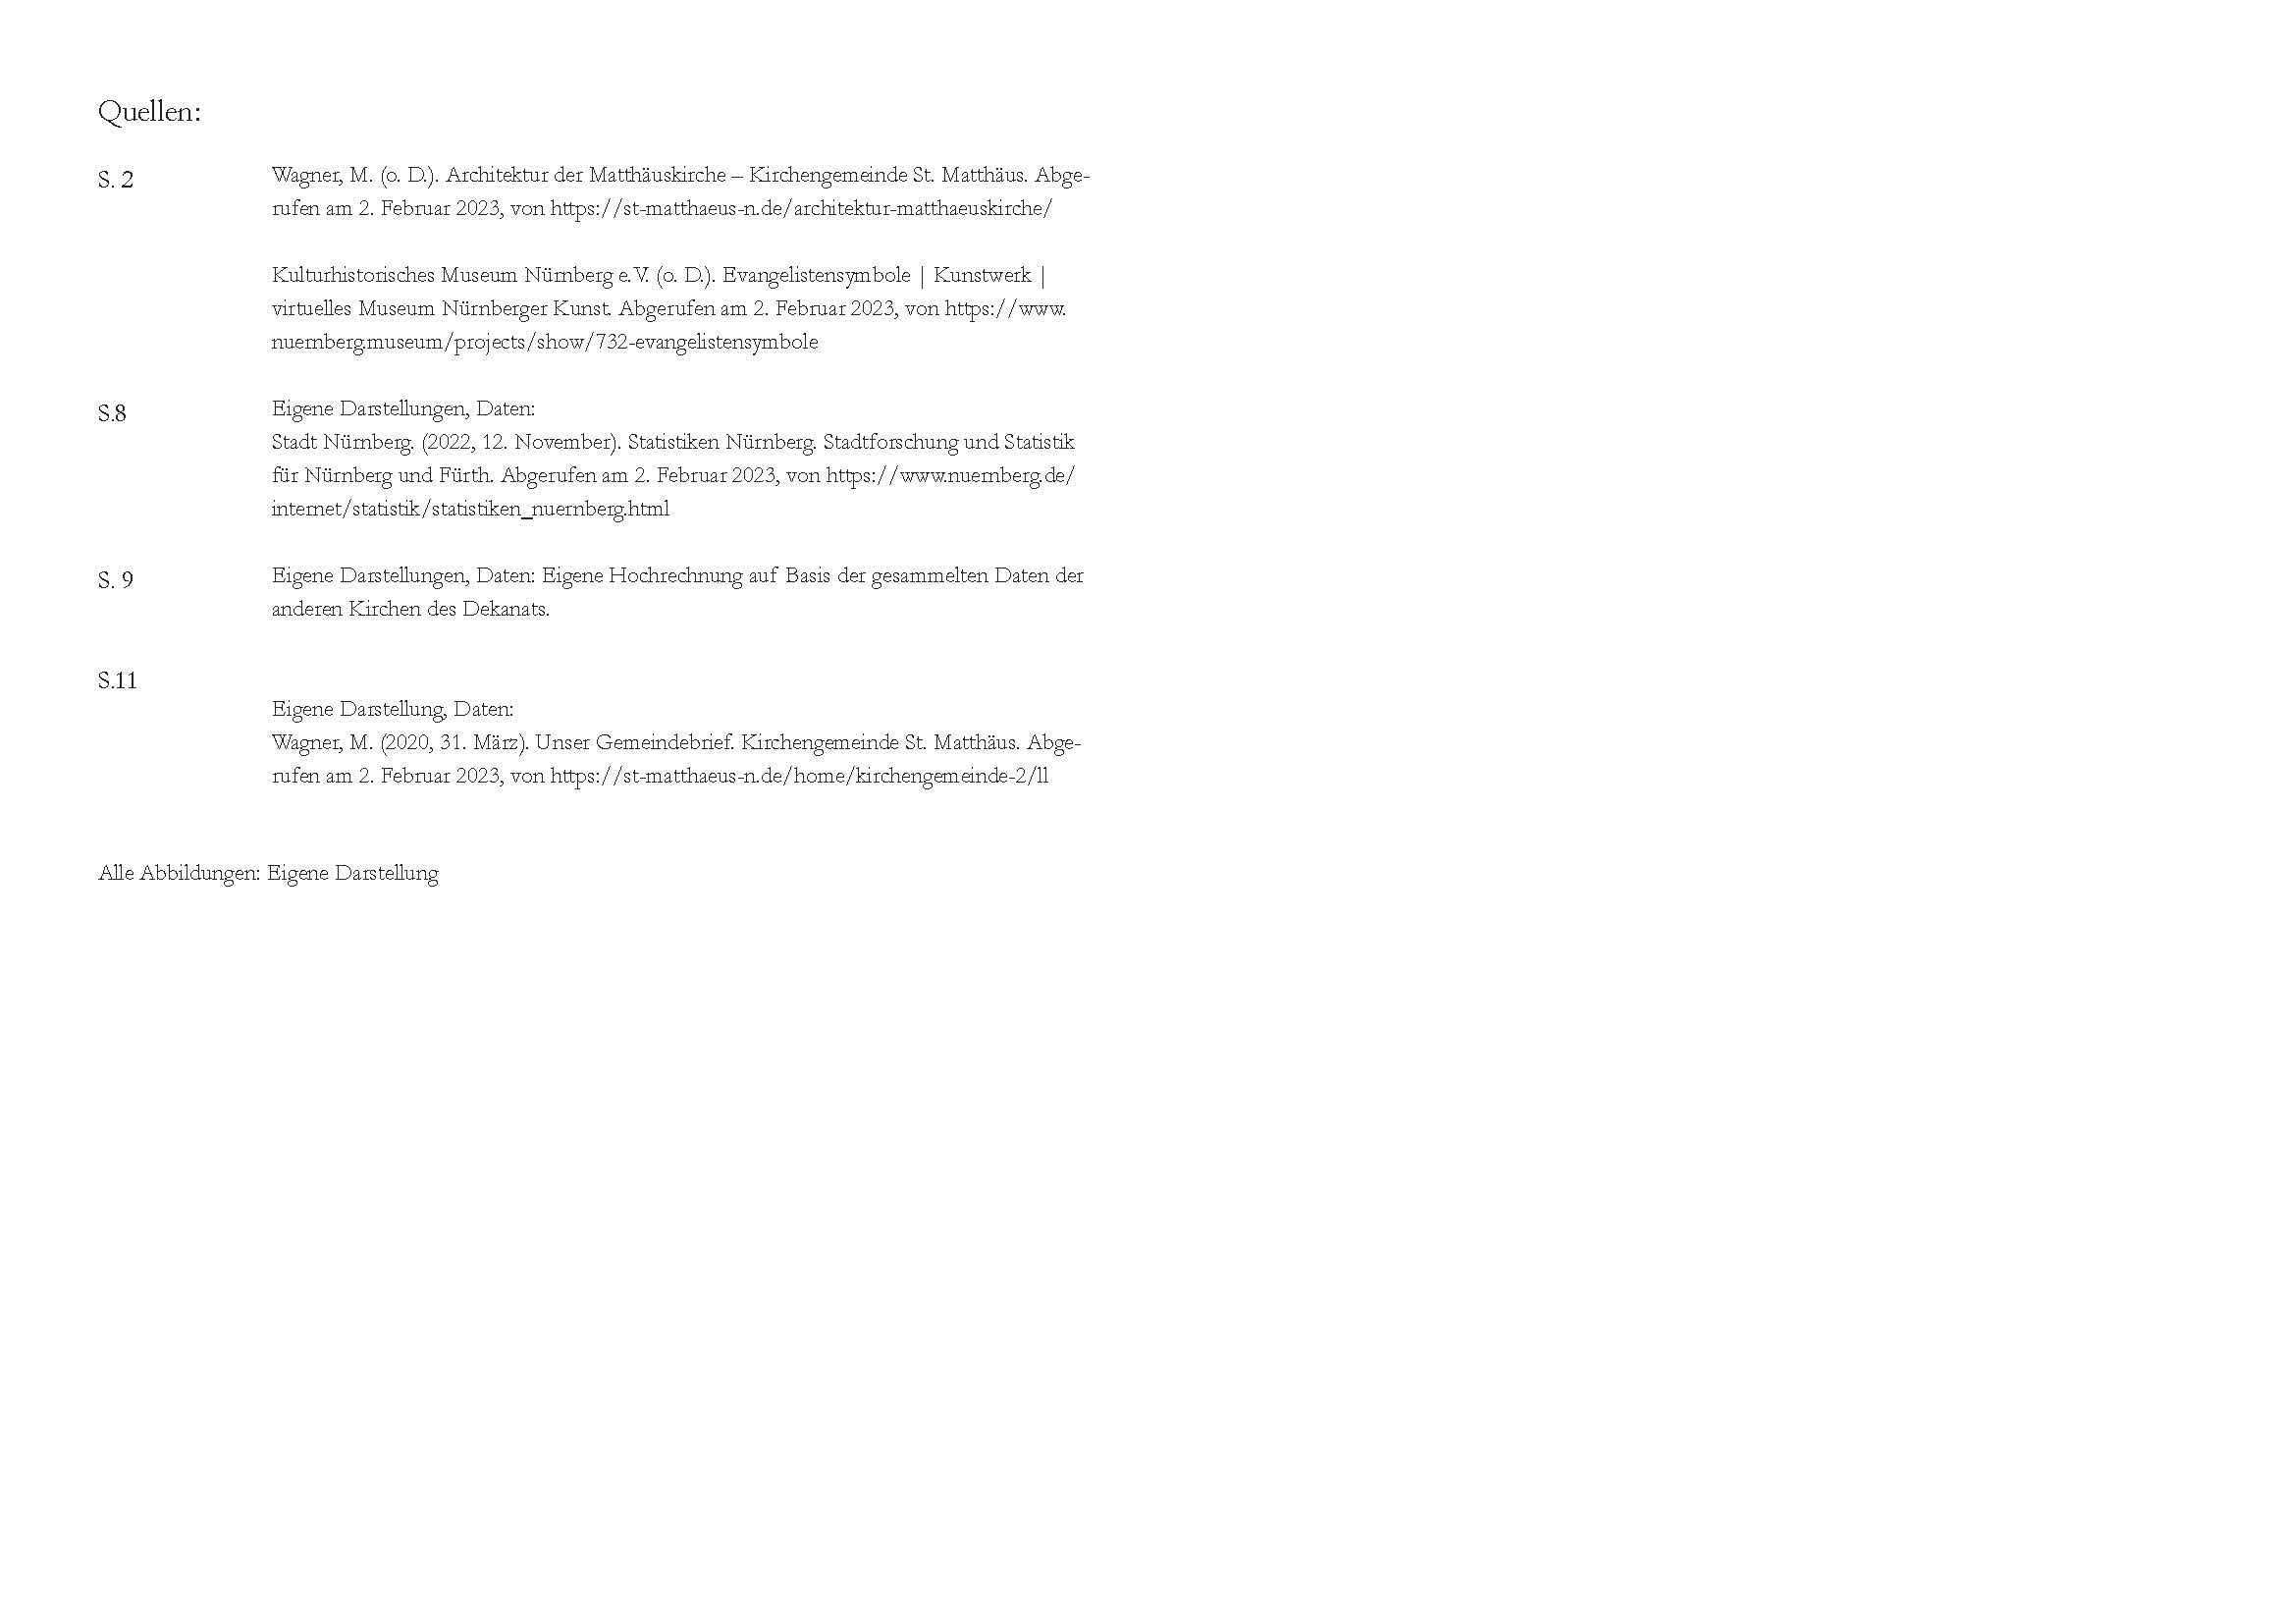 Quellen:
S. 2 Wagner, M. (o. D.). Architektur der Matthäuskirche – Kirchengemeinde St. Matthäus. Abge-
rufen am 2. Februar 2023, von https://st-matthaeus-n.de/architektur-matthaeuskirche/
Kulturhistorisches Museum Nürnberg e.V. (o. D.). Evangelistensymbole | Kunstwerk |
virtuelles Museum Nürnberger Kunst. Abgerufen am 2. Februar 2023, von https://www.
nuernberg.museum/projects/show/732-evangelistensymbole
S.8 Eigene Darstellungen, Daten:
Stadt Nürnberg. (2022, 12. November). Statistiken Nürnberg. Stadtforschung und Statistik
für Nürnberg und Fürth. Abgerufen am 2. Februar 2023, von https://www.nuernberg.de/
internet/statistik/statistiken_nuernberg.html
S. 9 Eigene Darstellungen, Daten: Eigene Hochrechnung auf Basis der gesammelten Daten der
anderen Kirchen des Dekanats.
S.11
Eigene Darstellung, Daten:
Wagner, M. (2020, 31. März). Unser Gemeindebrief. Kirchengemeinde St. Matthäus. Abge-
rufen am 2. Februar 2023, von https://st-matthaeus-n.de/home/kirchengemeinde-2/ll
Alle Abbildungen: Eigene Darstellung